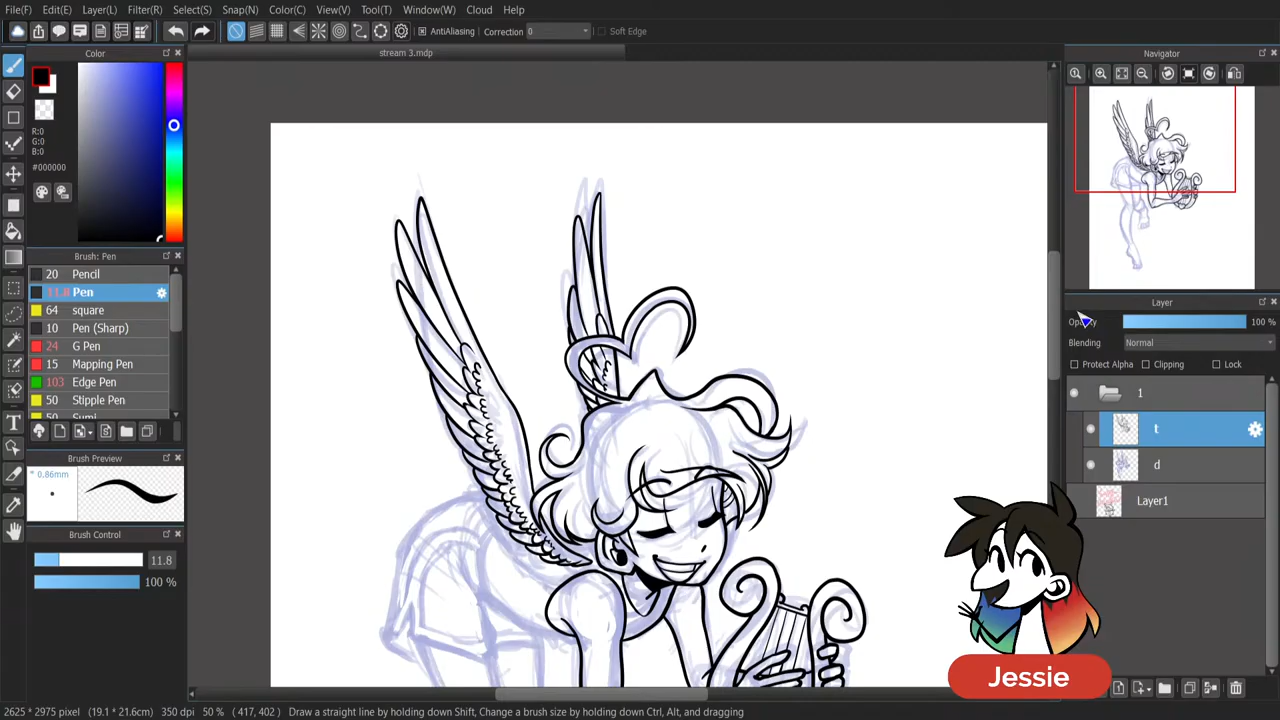 File(F) Edit(E) Layer(L) Filter(R) Select(S) Snap(N) Color(C) View(V) Tool(T) Window(W) Cloud Help
AntiAliasing Correction 0 Soft Edge
Color
stream 3.mdp
Navigator
R:0
G:0
B:0
#000000
Brush: Pen
20 Pencil
11.8 Pen
64 square
10 Pen (Sharp)
24 G Pen
15 Mapping Pen
103 Edge Pen
50 Stipple Pen
50 Sumi
Brush Preview
* 0.86mm
Brush Control
11.8
100 %
Layer
Opacity 100 %
Blending Normal
Protect Alpha Clipping Lock
1
t
d
Layer1
Jessie
2625 * 2975 pixel (19.1 * 21.6cm) 350 dpi 50 % ( 417, 402 ) Draw a straight line by holding down Shift, Change a brush size by holding down Ctrl, Alt, and dragging